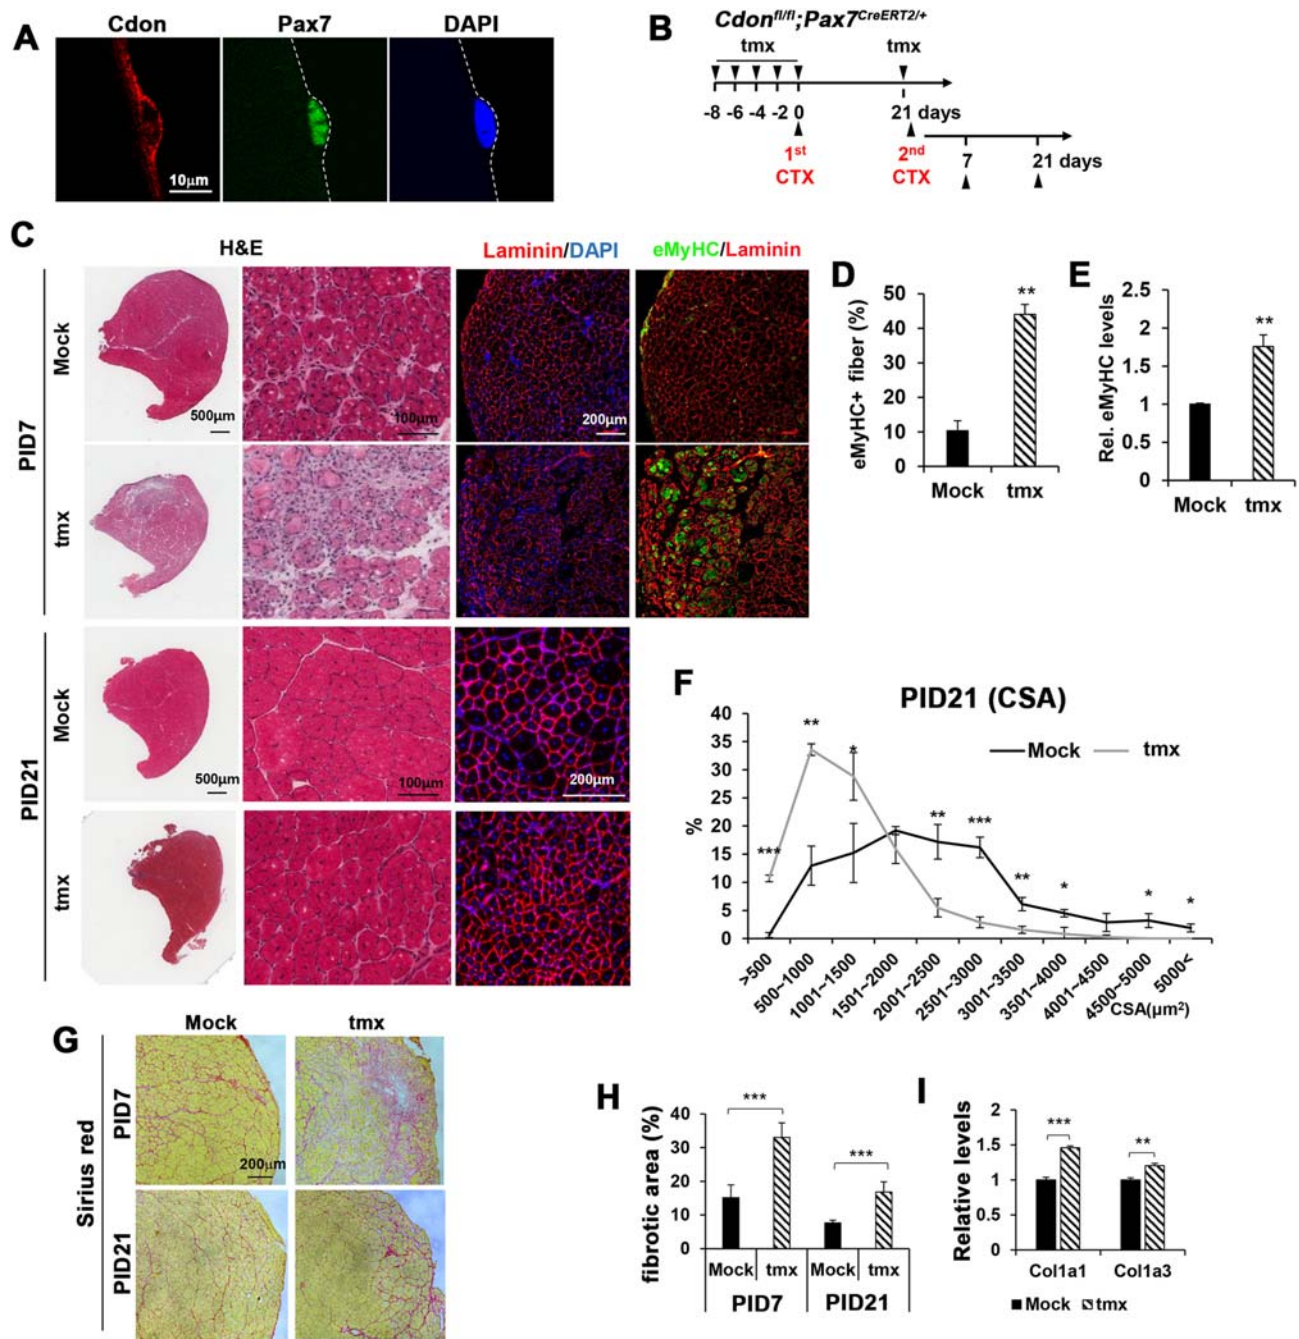 A
Cdon
Pax7
DAPI
10μm
B
Cdonfl/fl;Pax7CreERT2/+
tmx
tmx
-8 -6 -4 -2 0
21 days
1st
CTX
2nd
CTX
7
21 days
C
H&E
Laminin/DAPI
eMyHC/Laminin
PID7
Mock
500μm
100μm
200μm
tmx
PID21
Mock
500μm
100μm
200μm
tmx
D
eMyHC+ fiber (%)
50
40
30
20
10
0
**
Mock
tmx
E
Rel. eMyHC levels
2.5
2
1.5
1
0.5
0
**
Mock
tmx
F
PID21 (CSA)
Mock
tmx
%
40
35
30
25
20
15
10
5
0
***
**
*
**
***
**
*
*
*
>500
500~1000
1001~1500
1501~2000
2001~2500
2501~3000
3001~3500
3501~4000
4001~4500
4500~5000
5000<
CSA(μm2)
G
Mock
tmx
Sirius red
PID7
200μm
PID21
H
fibrotic area (%)
40
30
20
10
0
***
***
Mock
tmx
Mock
tmx
PID7
PID21
I
Relative levels
2
1.5
1
0.5
0
***
**
Col1a1
Col1a3
Mock
tmx